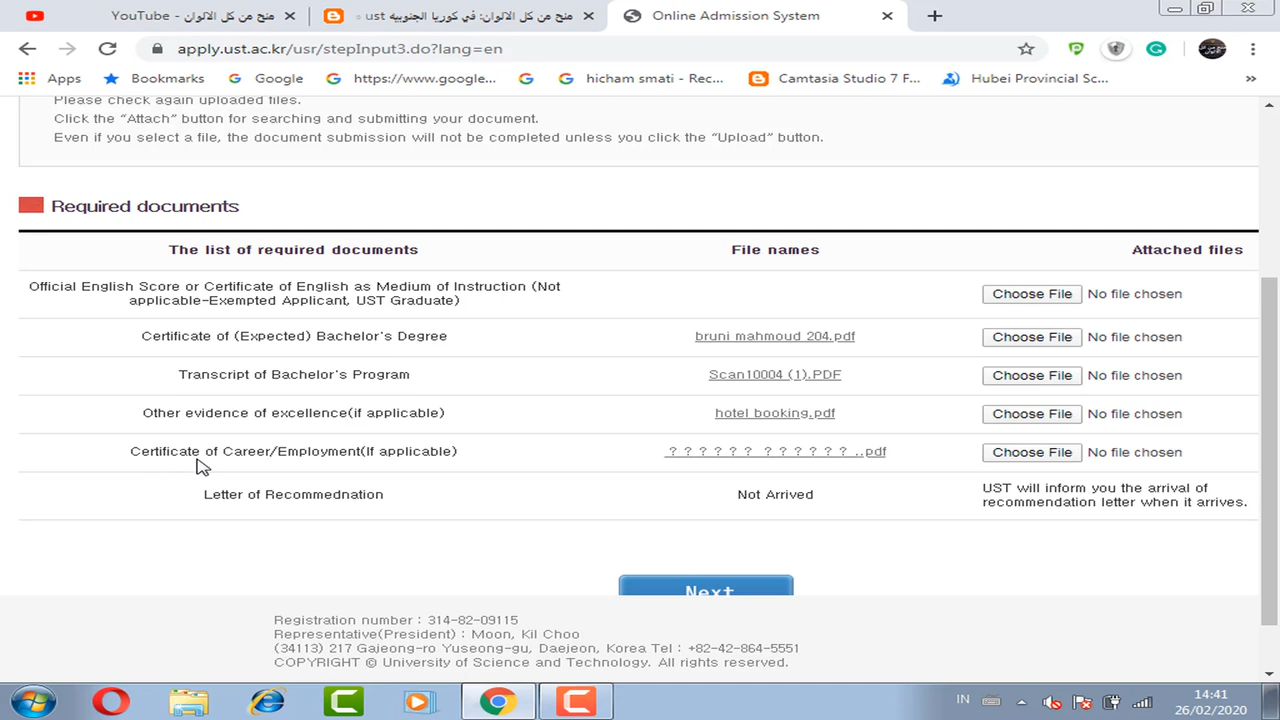 YouTube - منح من كل الالوان
منح من كل الالوان: في كوريا الجنوبيه ust
Online Admission System
apply.ust.ac.kr/usr/stepInput3.do?lang=en
Apps
Bookmarks
Google
https://www.google...
hicham smati - Rec...
Camtasia Studio 7 F...
Hubei Provincial Sc...
»
Please check again uploaded files.
Click the “Attach” button for searching and submitting your document.
Even if you select a file, the document submission will not be completed unless you click the “Upload” button.
Required documents
The list of required documents File names Attached files
Official English Score or Certificate of English as Medium of Instruction (Not
applicable-Exempted Applicant, UST Graduate)
Choose File No file chosen
Certificate of (Expected) Bachelor's Degree bruni mahmoud 204.pdf Choose File No file chosen
Transcript of Bachelor's Program Scan10004 (1).PDF Choose File No file chosen
Other evidence of excellence(if applicable) hotel booking.pdf Choose File No file chosen
Certificate of Career/Employment(If applicable) ? ? ? ? ? ? ? ? ? ? ? ? ..pdf Choose File No file chosen
Letter of Recommednation Not Arrived
UST will inform you the arrival of
recommendation letter when it arrives.
Next
Registration number : 314-82-09115
Representative(President) : Moon, Kil Choo
(34113) 217 Gajeong-ro Yuseong-gu, Daejeon, Korea Tel : +82-42-864-5551
COPYRIGHT © University of Science and Technology. All rights reserved.
IN
14:41
26/02/2020